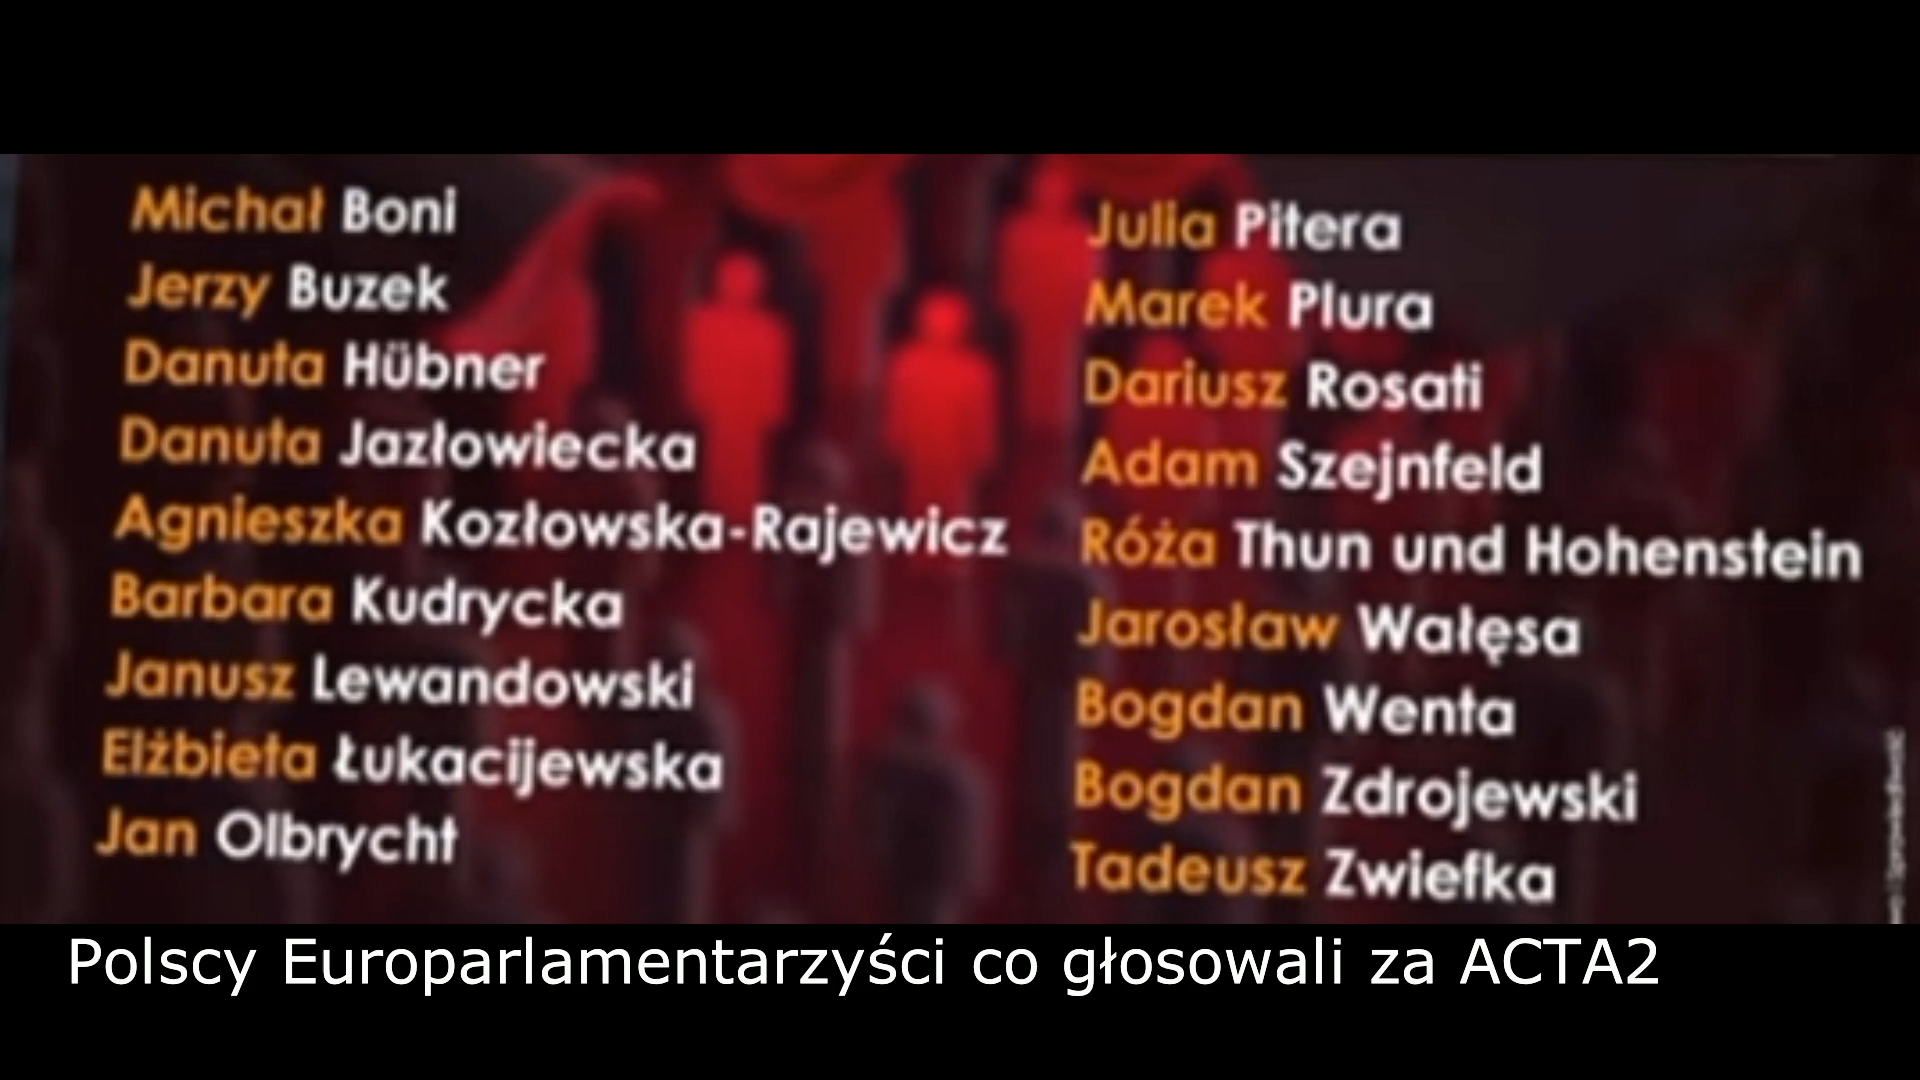 Michał Boni
Jerzy Buzek
Danuta Hübner
Danuta Jazłowiecka
Agnieszka Kozłowska-Rajewicz
Barbara Kudrycka
Janusz Lewandowski
Elżbieta Łukacijewska
Jan Olbrycht
Julia Pitera
Marek Plura
Dariusz Rosati
Adam Szejnfeld
Róża Thun und Hohenstein
Jarosław Wałęsa
Bogdan Wenta
Bogdan Zdrojewski
Tadeusz Zwiefka
Polscy Europarlamentarzyści co głosowali za ACTA2